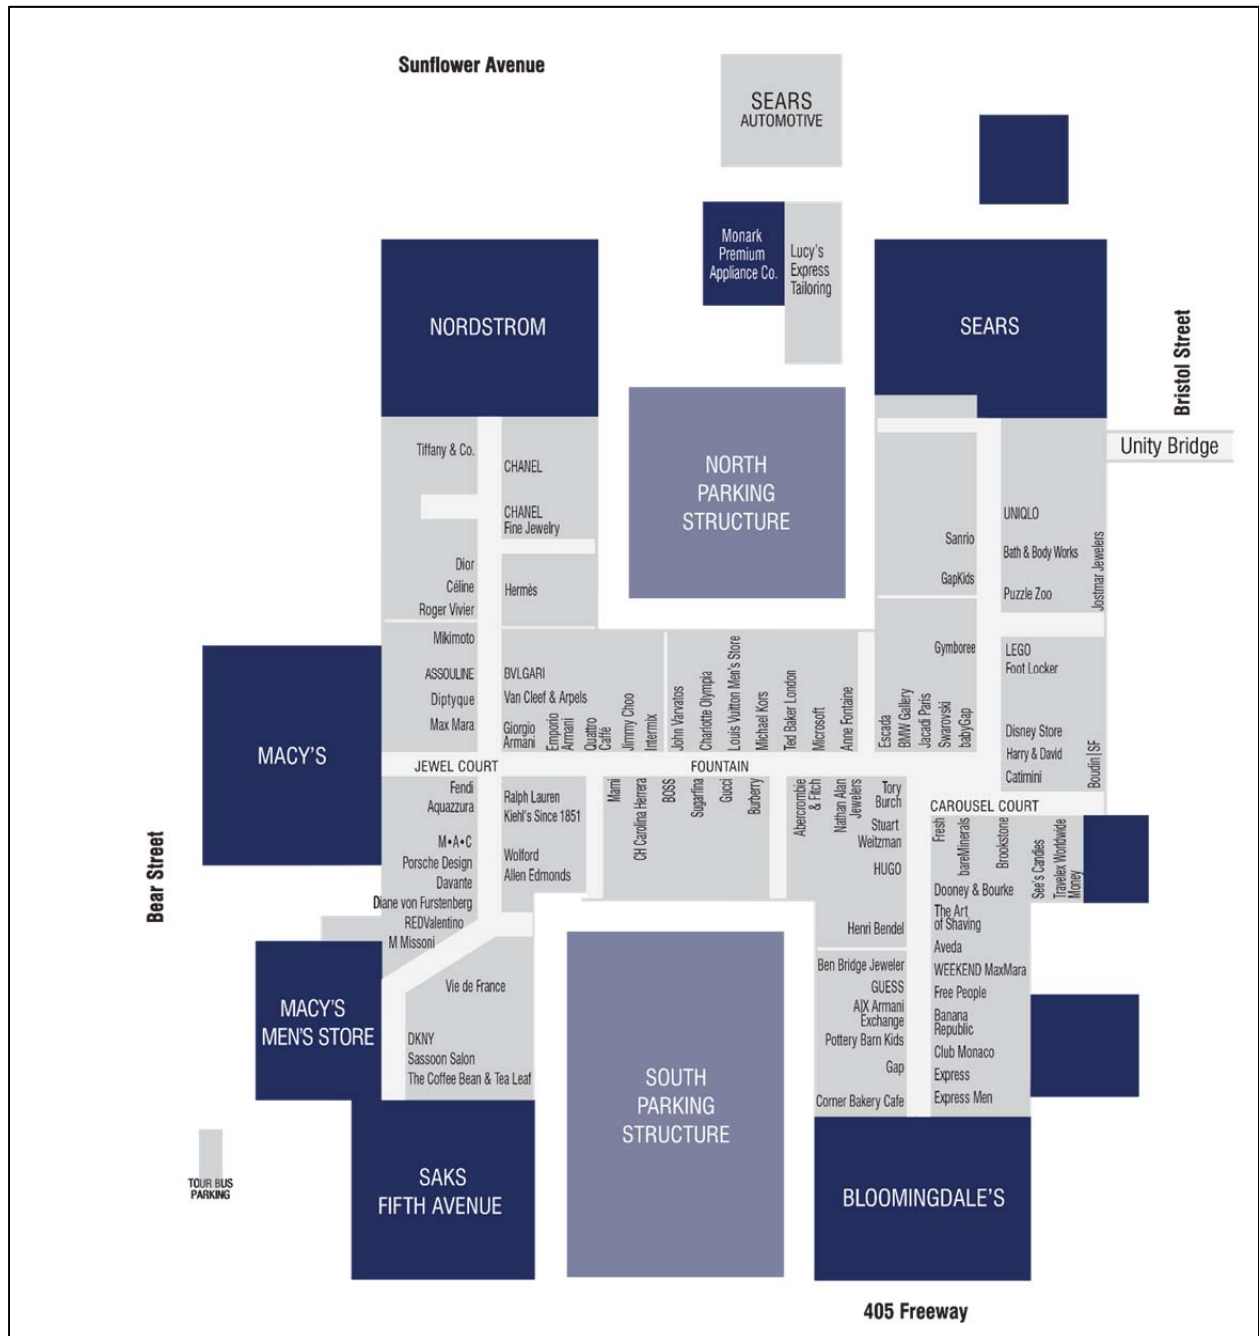 Sunflower Avenue
SEARS
AUTOMOTIVE
Monark
Premium
Appliance Co.
Lucy's
Express
Tailoring
NORDSTROM
SEARS
Bristol Street
Unity Bridge
NORTH
PARKING
STRUCTURE
Tiffany & Co.
CHANEL
CHANEL
Fine Jewelry
Dior
Céline
Roger Vivier
Hermès
Mikimoto
ASSOULINE
Diptyque
Max Mara
BVLGARI
Van Cleef & Arpels
Giorgio
Armani
Emporio
Armani
Quattro
Caffe
Jimmy Choo
Intermix
John Varvatos
Charlotte Olympia
Louis Vuitton Men's Store
Michael Kors
Ted Baker London
Microsoft
Anne Fontaine
Sanrio
GapKids
Gymboree
Escada
BMW Gallery
Jacadi Paris
Swarovski
babyGap
UNIQLO
Bath & Body Works
Puzzle Zoo
Jostmar Jewelers
LEGO
Foot Locker
Disney Store
Harry & David
Catimini
Boudin|SF
MACY'S
JEWEL COURT
FOUNTAIN
CAROUSEL COURT
Bear Street
Fendi
Aquazzura
M•A•C
Porsche Design
Davante
Diane von Furstenberg
REDValentino
M Missoni
Ralph Lauren
Kiehl's Since 1851
Wolford
Allen Edmonds
Marni
CH Carolina Herrera
BOSS
Sugarfina
Gucci
Burberry
Abercrombie
& Fitch
Nathan Alan
Jewelers
Tory
Burch
Stuart
Weitzman
HUGO
Henri Bendel
Ben Bridge Jeweler
GUESS
A|X Armani
Exchange
Pottery Barn Kids
Gap
Corner Bakery Cafe
Fresh
bareMinerals
Brookstone
See's Candies
Travelex Worldwide
Money
Dooney & Bourke
The Art
of Shaving
Aveda
WEEKEND MaxMara
Free People
Banana
Republic
Club Monaco
Express
Express Men
Vie de France
DKNY
Sassoon Salon
The Coffee Bean & Tea Leaf
MACY'S
MEN'S STORE
SOUTH
PARKING
STRUCTURE
TOUR BUS
PARKING
SAKS
FIFTH AVENUE
BLOOMINGDALE'S
405 Freeway